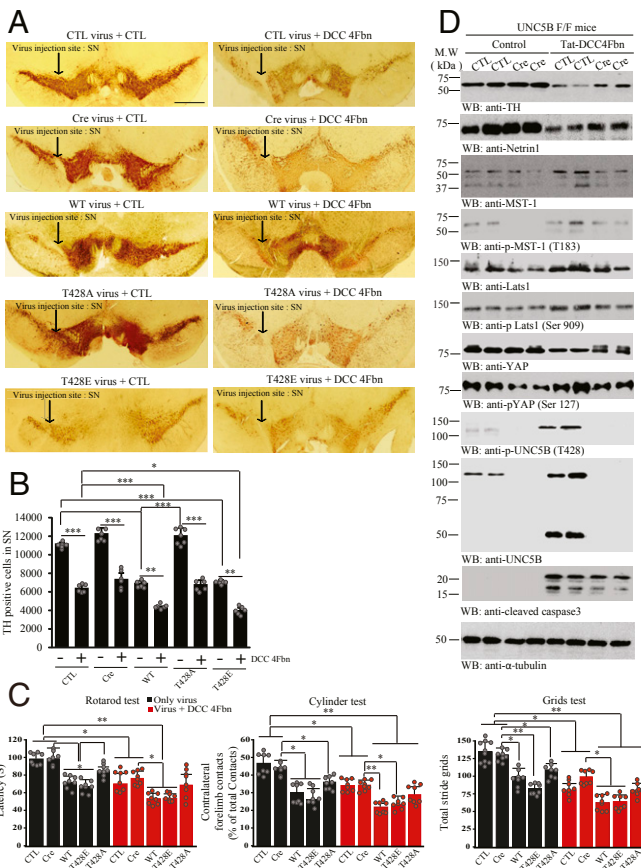 A
CTL virus + CTL
CTL virus + DCC 4Fbn
Virus injection site : SN
Virus injection site : SN
Cre virus + CTL
Cre virus + DCC 4Fbn
Virus injection site : SN
Virus injection site : SN
WT virus + CTL
WT virus + DCC 4Fbn
Virus injection site : SN
Virus injection site : SN
T428A virus + CTL
T428A virus + DCC 4Fbn
Virus injection site : SN
Virus injection site : SN
T428E virus + CTL
T428E virus + DCC 4Fbn
Virus injection site : SN
Virus injection site : SN
B
TH positive cells in SN
14000
12000
10000
8000
6000
4000
2000
0
*
***
***
***
***
***
***
**
**
− + − + − + − + − + DCC 4Fbn
CTL Cre WT T428A T428E
C
Rotarod test
Only virus
Virus + DCC 4Fbn
Latency (S)
120
100
80
60
40
20
0
**
*
*
*
CTL Cre WT T428E T428A CTL Cre WT T428E T428A
Cylinder test
Contralateral
forelimb contacts
(% of total Contacts)
100
80
60
40
20
0
**
*
*
*
*
**
CTL Cre WT T428E T428A CTL Cre WT T428E T428A
Grids test
Total stride grids
200
150
100
50
0
**
*
*
**
*
*
CTL Cre WT T428E T428A CTL Cre WT T428E T428A
D
UNC5B F/F mice
M.W
( kDa )
Control
Tat-DCC4Fbn
CTL CTL Cre Cre CTL CTL Cre Cre
75
50
WB: anti-TH
75
WB: anti-Netrin1
50
50
37
WB: anti-MST-1
50
WB: anti-p-MST-1 (T183)
150
WB: anti-Lats1
150
WB: anti-p Lats1 (Ser 909)
75
WB: anti-YAP
75
WB: anti-pYAP (Ser 127)
150
100
WB: anti-p-UNC5B (T428)
150
100
50
WB: anti-UNC5B
20
15
WB: anti-cleaved caspase3
50
WB: anti-α-tubulin